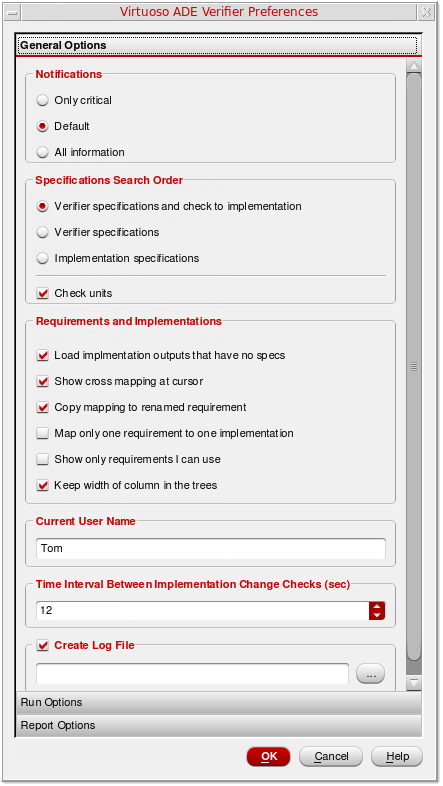 Virtuoso ADE Verifier Preferences
General Options
Notifications
Only critical
Default
All information
Specifications Search Order
Verifier specifications and check to implementation
Verifier specifications
Implementation specifications
Check units
Requirements and Implementations
Load implmentation outputs that have no specs
Show cross mapping at cursor
Copy mapping to renamed requirement
Map only one requirement to one implementation
Show only requirements I can use
Keep width of column in the trees
Current User Name
Tom
Time Interval Between Implementation Change Checks (sec)
12
Create Log File
...
Run Options
Report Options
OK Cancel Help